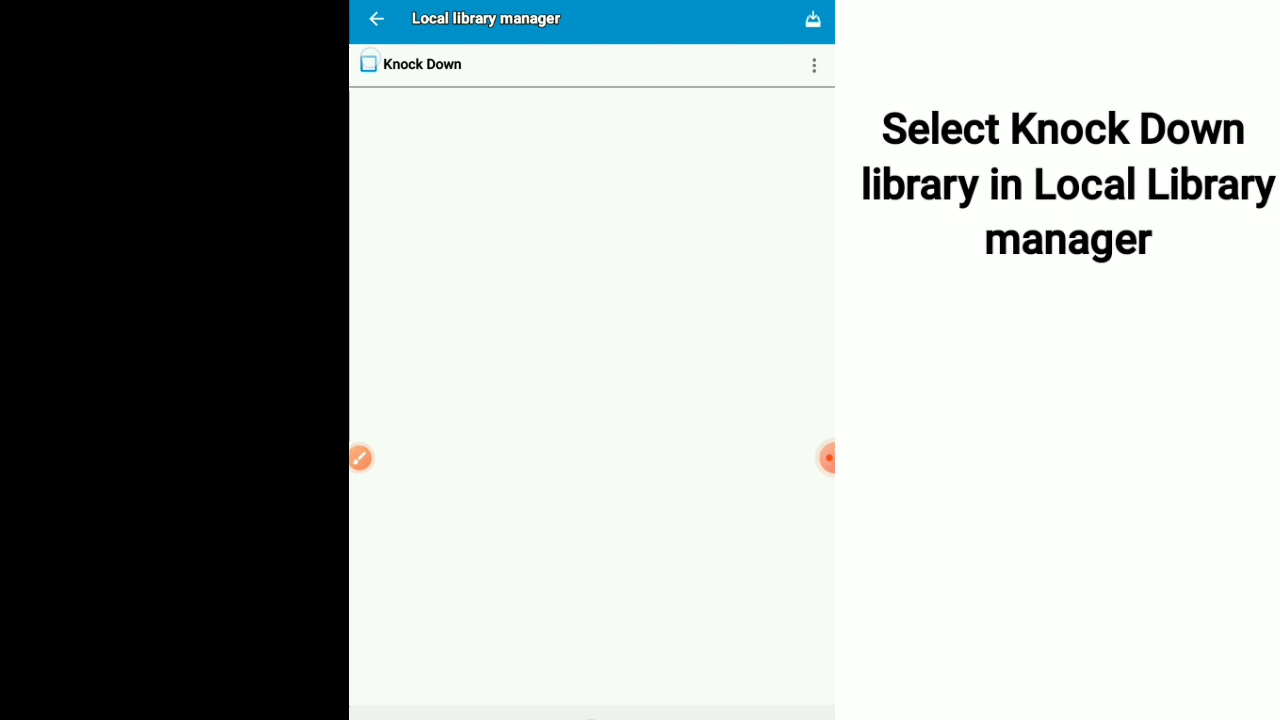 Local library manager
Knock Down
Select Knock Down
library in Local Library
manager